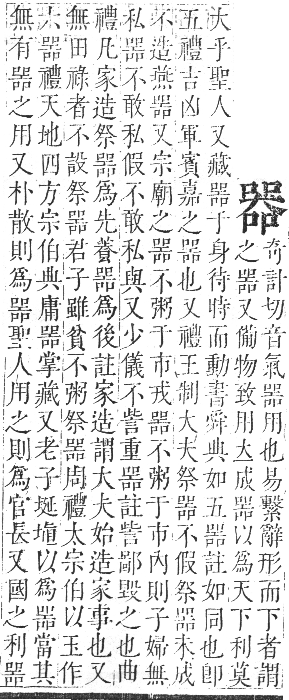 器
奇計切音氣器用也易繫辭形而下者謂
之器又備物致用立成器以爲天下利莫
大乎聖人又藏器于身待時而動書舜典如五器註如同也卽
五禮吉凶軍賓嘉之器也又禮王制大夫祭器不假祭器未成
不造燕器又宗廟之器不粥于市戎器不粥于市內則子婦無
私器不敢私假不敢私與又少儀不訾重器註訾鄙毀之也曲
禮凡家造祭器爲先養器爲後註家造謂大夫始造家事也又
無田祿者不設祭器君子雖貧不粥祭器周禮太宗伯以玉作
六器禮天地四方宗伯典庸器掌藏又老子埏埴以爲器當其
無有器之用又朴散則爲器聖人用之則爲官長又國之利器